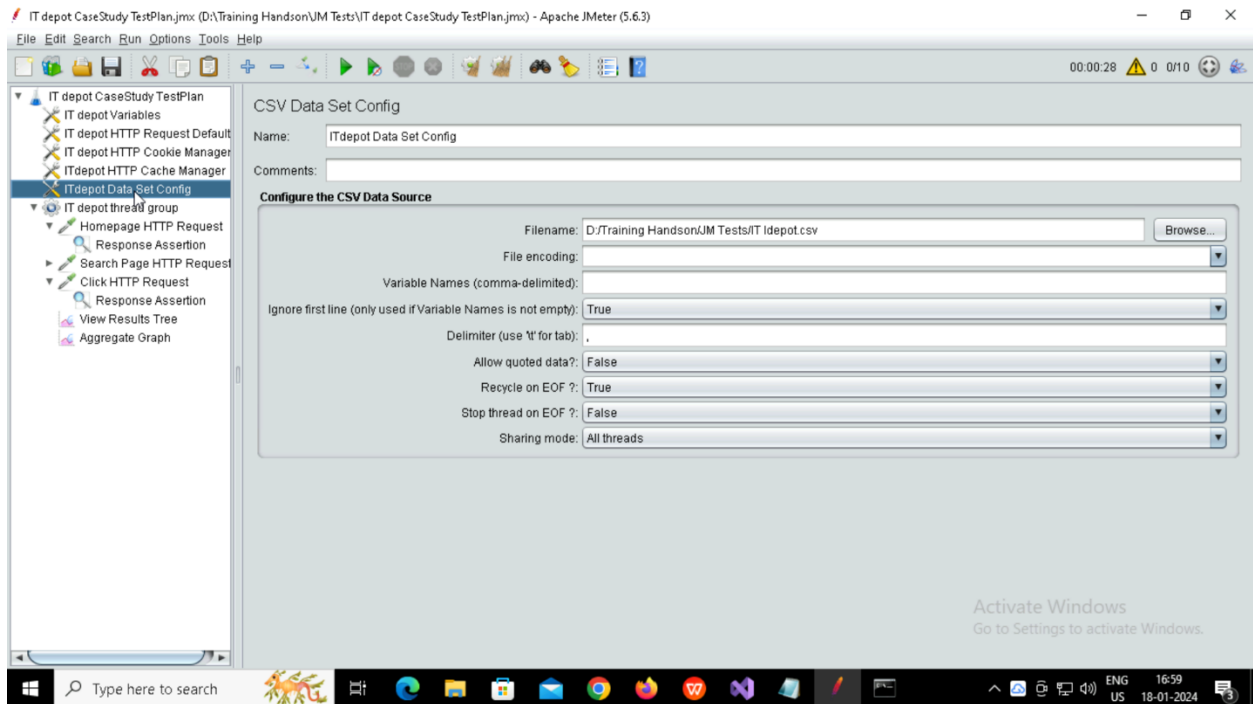 IT depot CaseStudy TestPlan.jmx (D:\Training Handson\JM Tests\IT depot CaseStudy TestPlan.jmx) - Apache JMeter (5.6.3)
File Edit Search Run Options Tools Help
00:00:28 0 0/10
IT depot CaseStudy TestPlan
IT depot Variables
IT depot HTTP Request Default
IT depot HTTP Cookie Manager
ITdepot HTTP Cache Manager
ITdepot Data Set Config
IT depot thread group
Homepage HTTP Request
Response Assertion
Search Page HTTP Request
Click HTTP Request
Response Assertion
View Results Tree
Aggregate Graph
CSV Data Set Config
Name: ITdepot Data Set Config
Comments:
Configure the CSV Data Source
Filename: D:/Training Handson/JM Tests/IT Idepot.csv Browse...
File encoding:
Variable Names (comma-delimited):
Ignore first line (only used if Variable Names is not empty): True
Delimiter (use '\t' for tab): ,
Allow quoted data?: False
Recycle on EOF ?: True
Stop thread on EOF ?: False
Sharing mode: All threads
Activate Windows
Go to Settings to activate Windows.
Type here to search
ENG 16:59
US 18-01-2024 3